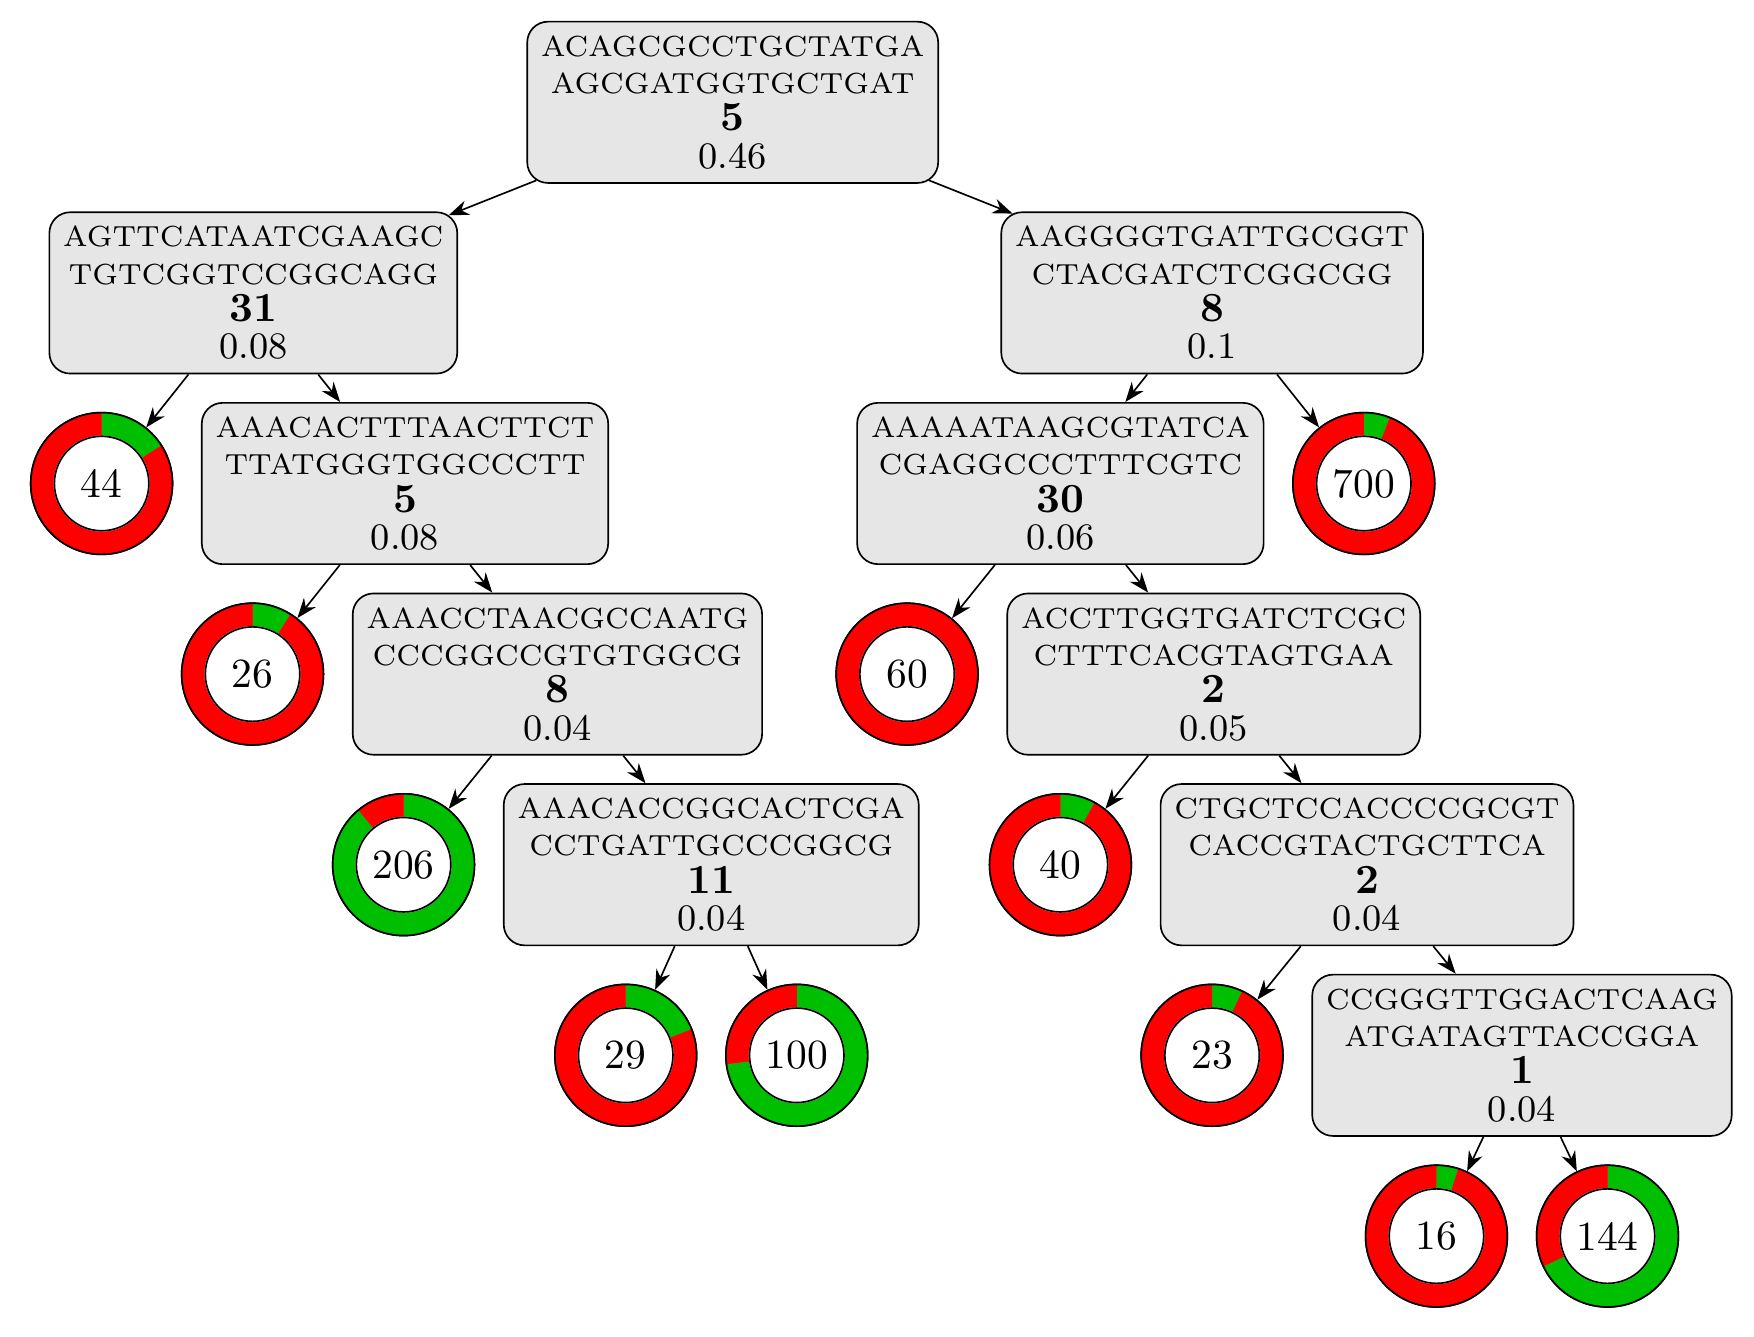 ACAGCGCCTGCTATGA
AGCGATGGTGCTGAT
5
0.46
AGTTCATAATCGAAGC
TGTCGGTCCGGCAGG
31
0.08
AAGGGGTGATTGCGGT
CTACGATCTCGGCGG
8
0.1
44
AAACACTTTAACTTCT
TTATGGGTGGCCCTT
5
0.08
AAAAATAAGCGTATCA
CGAGGCCCTTTCGTC
30
0.06
700
26
AAACCTAACGCCAATG
CCCGGCCGTGTGGCG
8
0.04
60
ACCTTGGTGATCTCGC
CTTTCACGTAGTGAA
2
0.05
206
AAACACCGGCACTCGA
CCTGATTGCCCGGCG
11
0.04
40
CTGCTCCACCCCGCGT
CACCGTACTGCTTCA
2
0.04
29
100
23
CCGGGTTGGACTCAAG
ATGATAGTTACCGGA
1
0.04
16
144